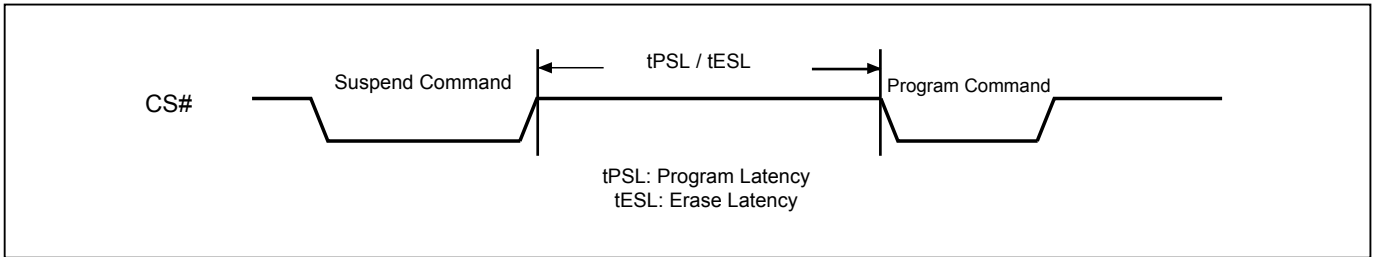 tPSL / tESL
Suspend Command
Program Command
CS#
tPSL: Program Latency
tESL: Erase Latency